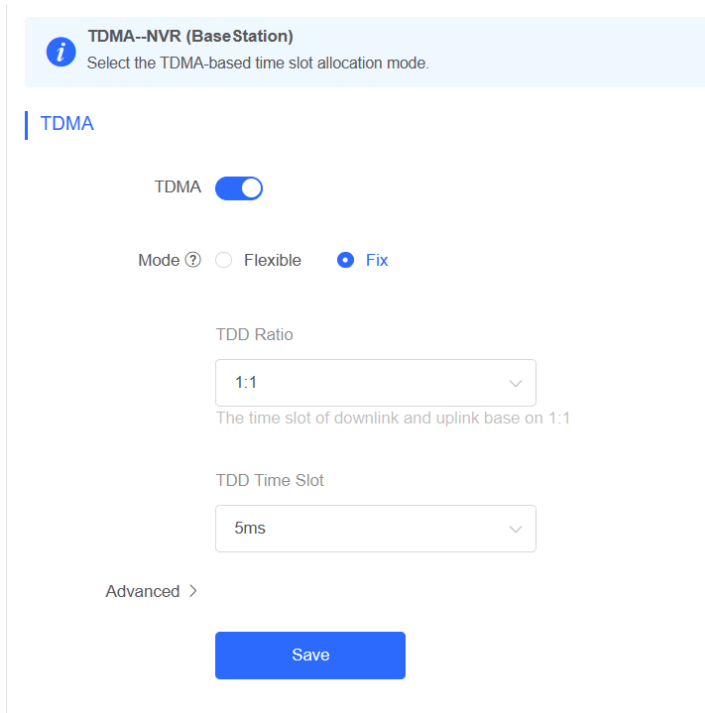 TDMA--NVR (BaseStation)
Select the TDMA-based time slot allocation mode.
TDMA
TDMA
Mode ? Flexible Fix
TDD Ratio
1:1
The time slot of downlink and uplink base on 1:1
TDD Time Slot
5ms
Advanced >
Save